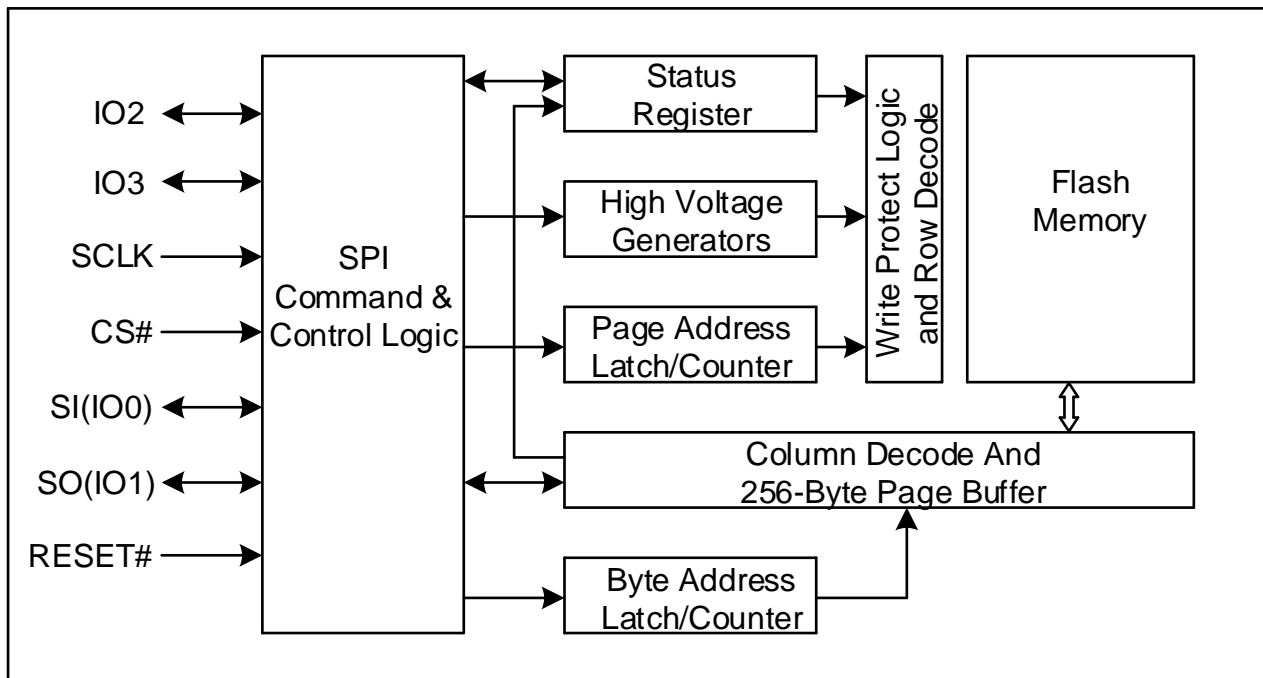 IO2
IO3
SCLK
CS#
SI(IO0)
SO(IO1)
RESET#
SPI
Command &
Control Logic
Status
Register
High Voltage
Generators
Page Address
Latch/Counter
Write Protect Logic
and Row Decode
Flash
Memory
Column Decode And
256-Byte Page Buffer
Byte Address
Latch/Counter